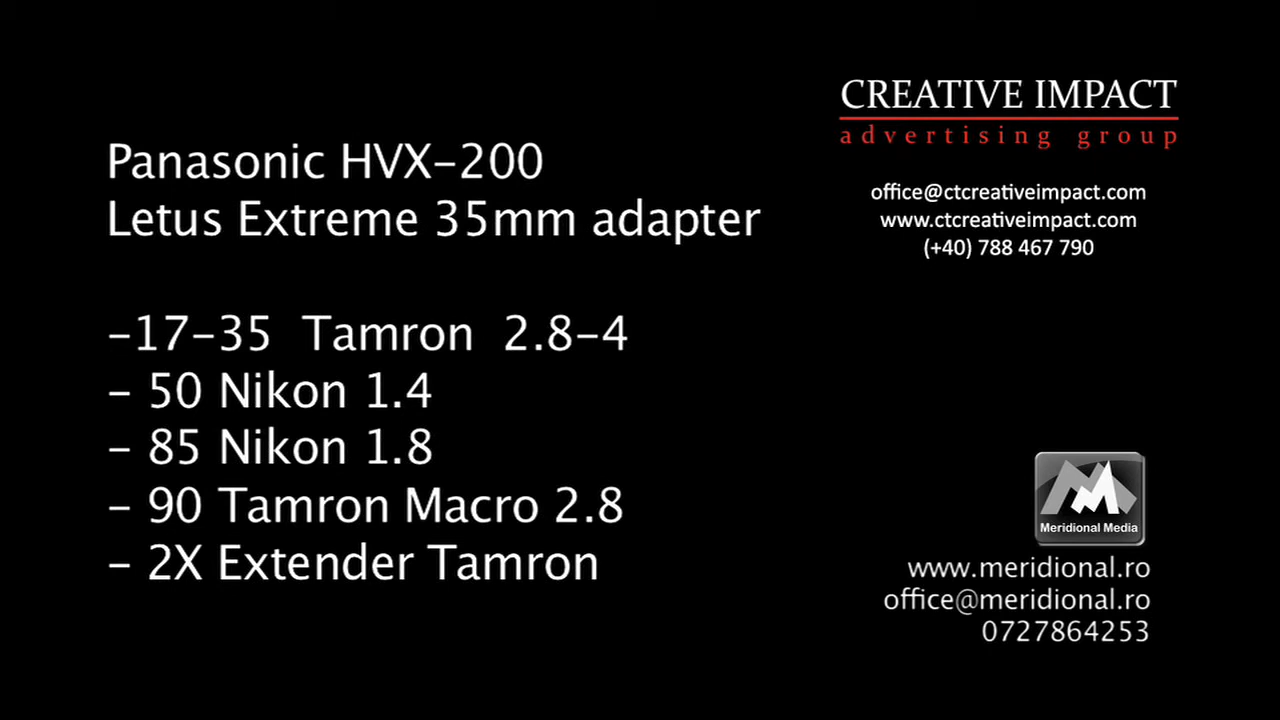 Panasonic HVX-200
Letus Extreme 35mm adapter
-17-35 Tamron 2.8-4
- 50 Nikon 1.4
- 85 Nikon 1.8
- 90 Tamron Macro 2.8
- 2X Extender Tamron
CREATIVE IMPACT
advertising group
office@ctcreativeimpact.com
www.ctcreativeimpact.com
(+40) 788 467 790
Meridional Media
www.meridional.ro
office@meridional.ro
0727864253